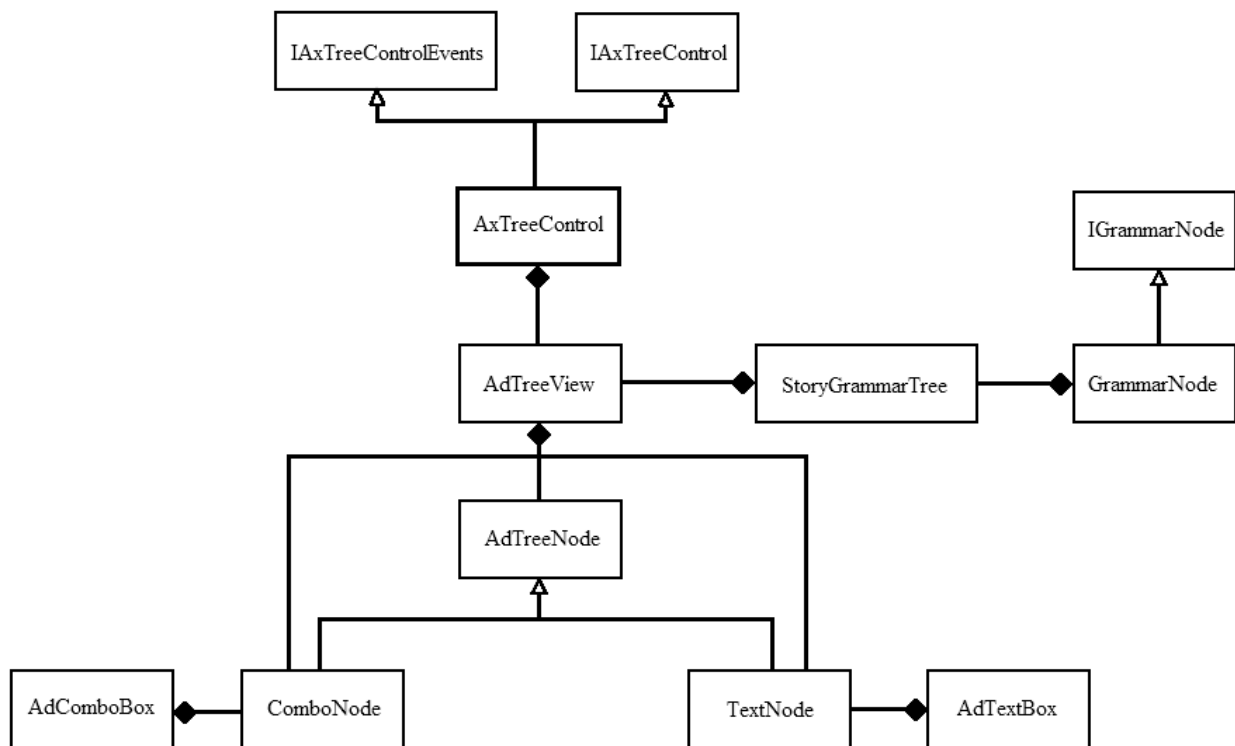 IAxTreeControlEvents
IAxTreeControl
AxTreeControl
IGrammarNode
AdTreeView
StoryGrammarTree
GrammarNode
AdTreeNode
AdComboBox
ComboNode
TextNode
AdTextBox